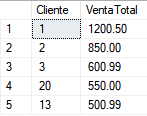 Cliente VentaTotal
1 1 1200.50
2 2 850.00
3 3 600.99
4 20 550.00
5 13 500.99